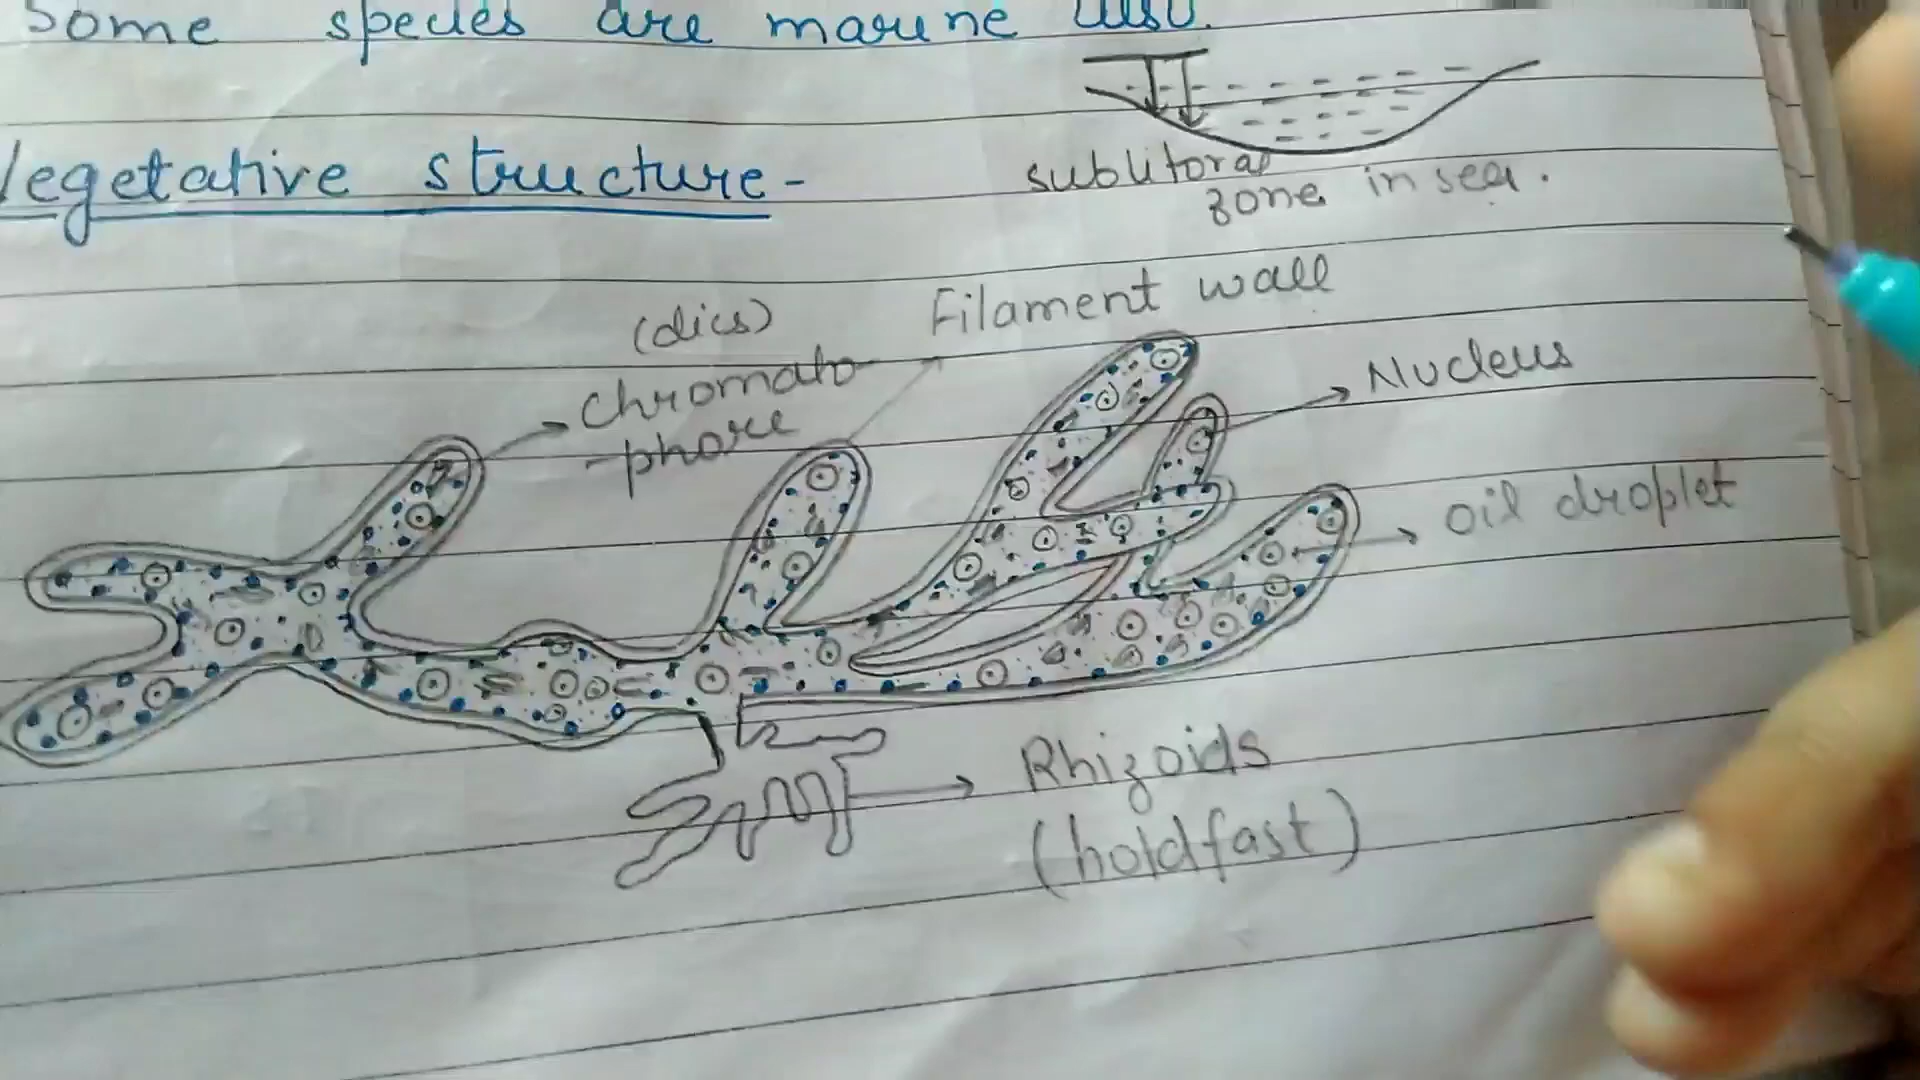 Some species are marine also.
sublitoral
zone in sea.
Vegetative structure-
(dics)
Chromato
-phore
Filament wall
Nucleus
oil droplet
Rhizoids
(holdfast)